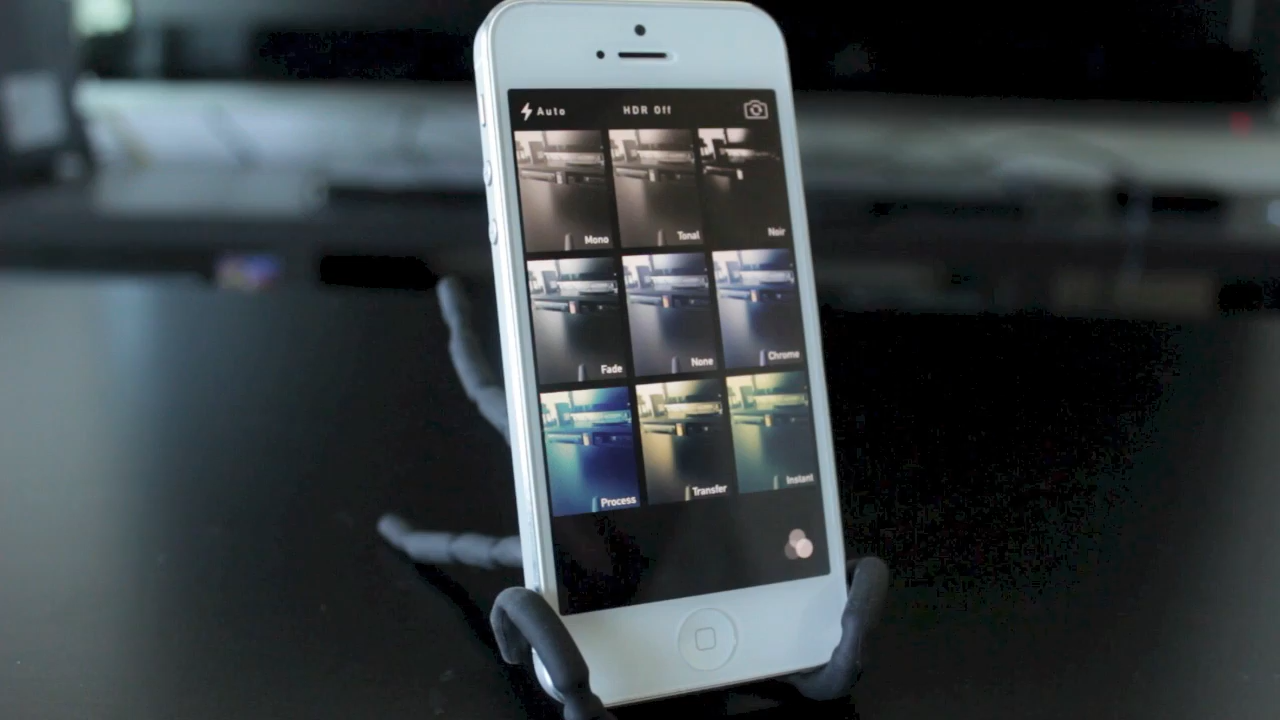 Auto HDR Off
Mono Tonal Noir
Fade None Chrome
Process Transfer Instant